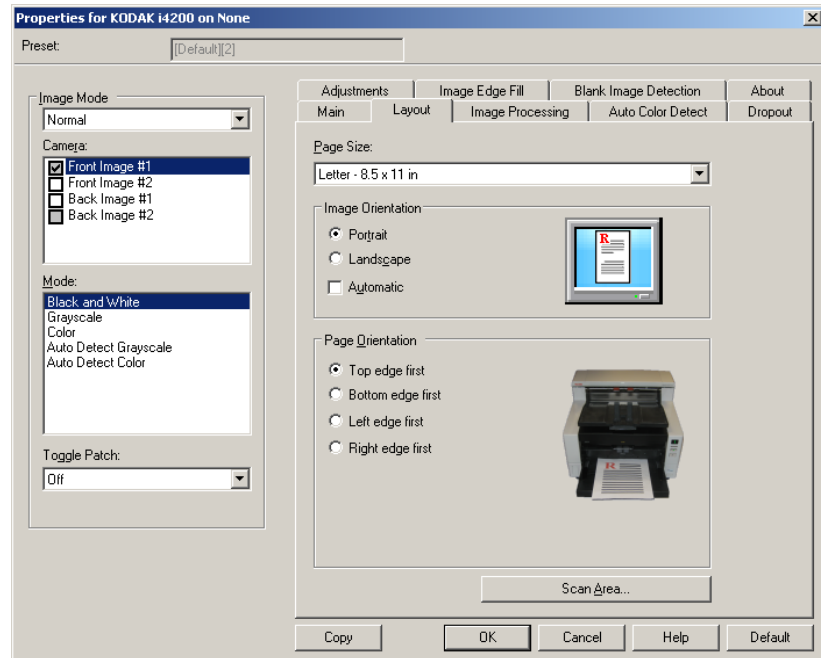 Properties for KODAK i4200 on None
Preset:
[Default][2]
Image Mode
Normal
Camera:
Front Image #1
Front Image #2
Back Image #1
Back Image #2
Mode:
Black and White
Grayscale
Color
Auto Detect Grayscale
Auto Detect Color
Toggle Patch:
Off
Adjustments
Image Edge Fill
Blank Image Detection
About
Main
Layout
Image Processing
Auto Color Detect
Dropout
Page Size:
Letter - 8.5 x 11 in
Image Orientation
Portrait
Landscape
Automatic
R
Page Orientation
Top edge first
Bottom edge first
Left edge first
Right edge first
R
Scan Area...
Copy
OK
Cancel
Help
Default